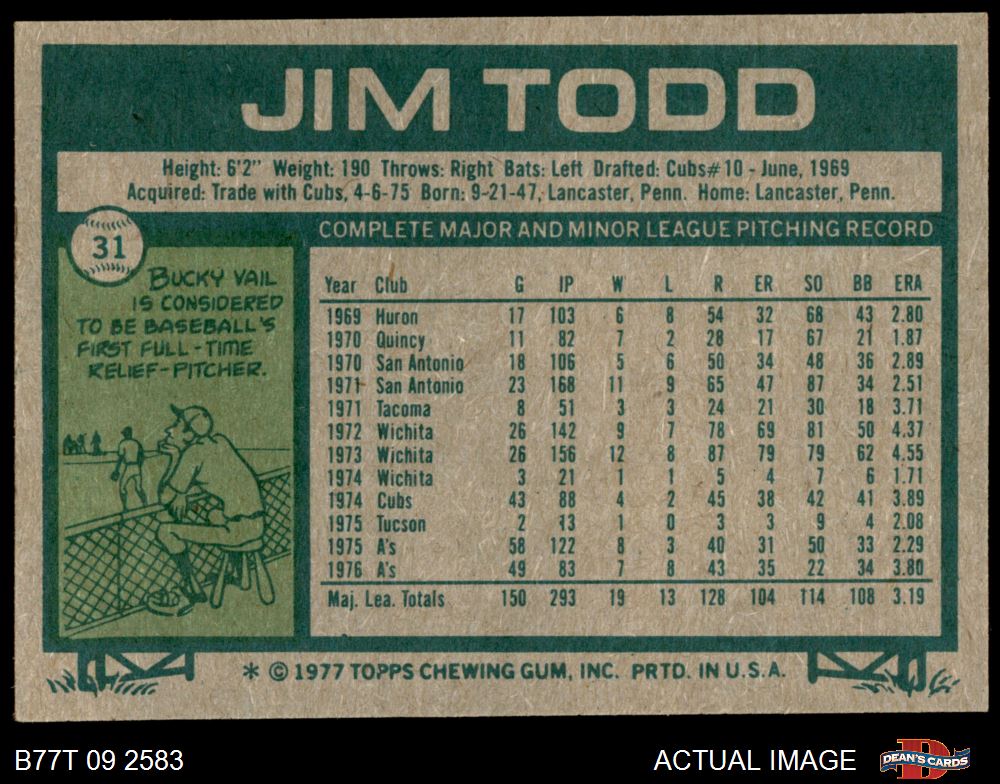 JIM TODD
Height: 6'2" Weight: 190 Throws: Right Bats: Left Drafted: Cubs#10 - June, 1969
Acquired: Trade with Cubs, 4-6-75 Born: 9-21-47, Lancaster, Penn. Home: Lancaster, Penn.
31
BUCKY VAIL
IS CONSIDERED
TO BE BASEBALL'S
FIRST FULL-TIME
RELIEF-PITCHER.
COMPLETE MAJOR AND MINOR LEAGUE PITCHING RECORD
Year Club G IP W L R ER SO BB ERA
1969 Huron 17 103 6 8 54 32 68 43 2.80
1970 Quincy 11 82 7 2 28 17 67 21 1.87
1970 San Antonio 18 106 5 6 50 34 48 36 2.89
1971 San Antonio 23 168 11 9 65 47 87 34 2.51
1971 Tacoma 8 51 3 3 24 21 30 18 3.71
1972 Wichita 26 142 9 7 78 69 81 50 4.37
1973 Wichita 26 156 12 8 87 79 79 62 4.55
1974 Wichita 3 21 1 1 5 4 7 6 1.71
1974 Cubs 43 88 4 2 45 38 42 41 3.89
1975 Tucson 2 13 1 0 3 3 9 4 2.08
1975 A's 58 122 8 3 40 31 50 33 2.29
1976 A's 49 83 7 8 43 35 22 34 3.80
Maj. Lea. Totals 150 293 19 13 128 104 114 108 3.19
* © 1977 TOPPS CHEWING GUM, INC. PRTD. IN U.S.A.
B77T 09 2583
ACTUAL IMAGE
D
DEAN'S CARDS